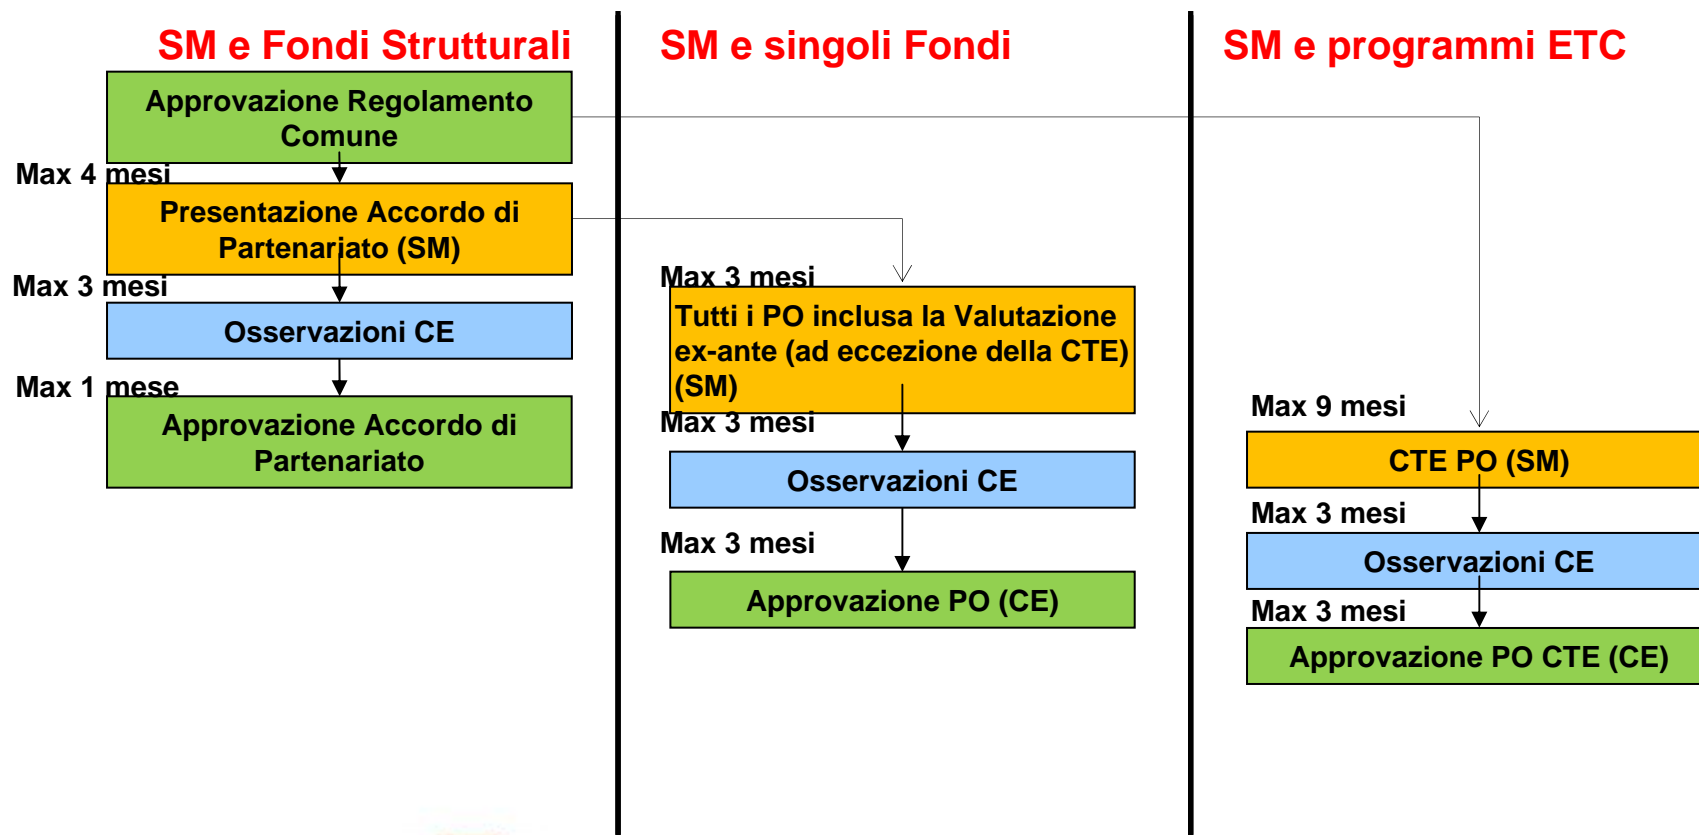 SM e Fondi Strutturali
Approvazione Regolamento
Comune
Max 4 mesi
Presentazione Accordo di
Partenariato (SM)
Max 3 mesi
Osservazioni CE
Max 1 mese
Approvazione Accordo di
Partenariato
SM e singoli Fondi
Max 3 mesi
Tutti i PO inclusa la Valutazione
ex-ante (ad eccezione della CTE)
(SM)
Max 3 mesi
Osservazioni CE
Max 3 mesi
Approvazione PO (CE)
SM e programmi ETC
Max 9 mesi
CTE PO (SM)
Max 3 mesi
Osservazioni CE
Max 3 mesi
Approvazione PO CTE (CE)